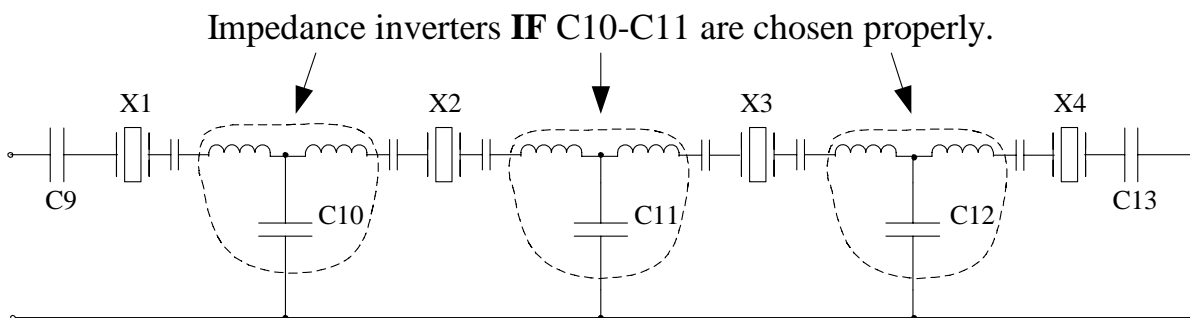 Impedance inverters IF C10-C11 are chosen properly.
X1 X2 X3 X4
C9 C10 C11 C12 C13